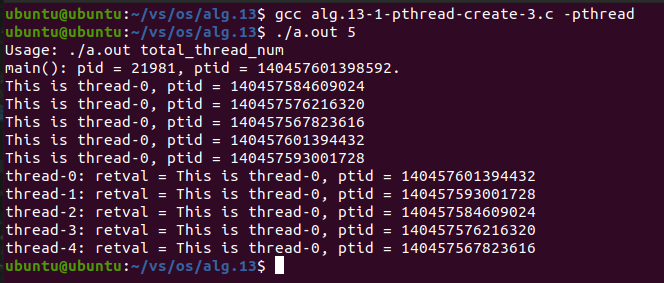 ubuntu@ubuntu:~/vs/os/alg.13$ gcc alg.13-1-pthread-create-3.c -pthread
ubuntu@ubuntu:~/vs/os/alg.13$ ./a.out 5
Usage: ./a.out total_thread_num
main(): pid = 21981, ptid = 140457601398592.
This is thread-0, ptid = 140457584609024
This is thread-0, ptid = 140457576216320
This is thread-0, ptid = 140457567823616
This is thread-0, ptid = 140457601394432
This is thread-0, ptid = 140457593001728
thread-0: retval = This is thread-0, ptid = 140457601394432
thread-1: retval = This is thread-0, ptid = 140457593001728
thread-2: retval = This is thread-0, ptid = 140457584609024
thread-3: retval = This is thread-0, ptid = 140457576216320
thread-4: retval = This is thread-0, ptid = 140457567823616
ubuntu@ubuntu:~/vs/os/alg.13$